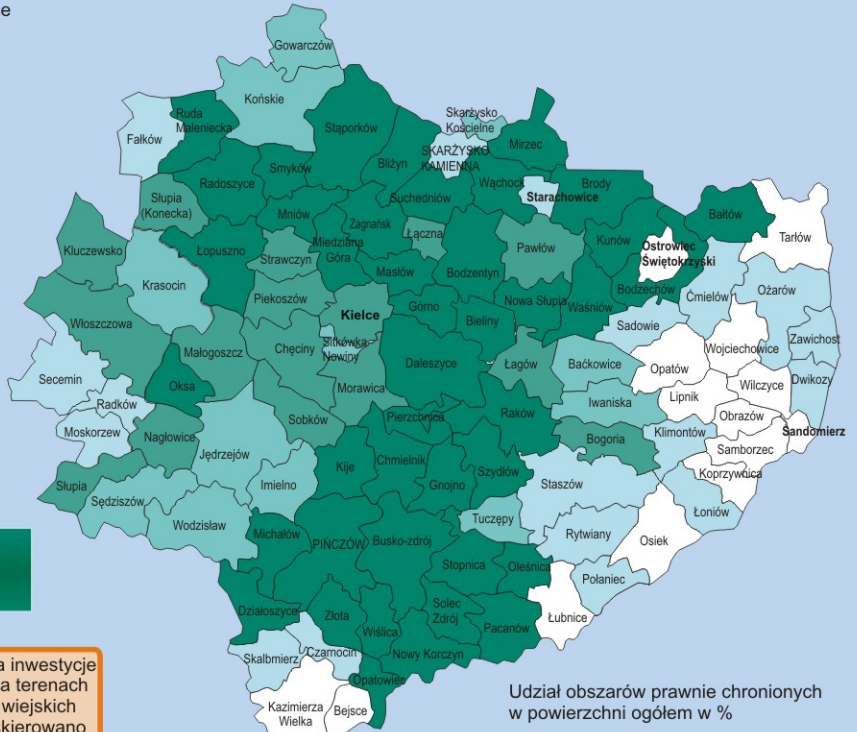 e
Gowarczów
Końskie
Fałków
Ruda
Maleniecka
Stąporków
Skarżysko
Kościelne
SKARŻYSKO
KAMIENNA
Mirzec
Bliżyn
Smyków
Radoszyce
Słupia
(Konecka)
Suchedniów
Wąchock
Starachowice
Brody
Bałtów
Tarłów
Mniów
Zagnańsk
Łączna
Miedziana
Góra
Pawłów
Kunów
Ostrowiec
Świętokrzyski
Kluczewsko
Łopuszno
Strawczyn
Masłów
Bodzentyn
Krasocin
Piekoszów
Kielce
Górno
Bieliny
Nowa Słupia
Waśniów
Bodzechów
Ćmielów
Ożarów
Włoszczowa
Małogoszcz
Chęciny
Sitkówka
Nowiny
Sadowie
Zawichost
Wojciechowice
Secemin
Oksa
Morawica
Daleszyce
Łagów
Baćkowice
Opatów
Dwikozy
Radków
Wilczyce
Lipnik
Moskorzew
Nagłowice
Sobków
Pierzchnica
Raków
Iwaniska
Obrazów
Sandomierz
Jędrzejów
Bogoria
Klimontów
Samborzec
Kije
Chmielnik
Koprzywnica
Słupia
Sędziszów
Imielno
Gnojno
Szydłów
Staszów
Łoniów
Wodzisław
Tuczępy
Rytwiany
Osiek
Michałów
PIŃCZÓW
Busko-zdrój
Stopnica
Oleśnica
Połaniec
Działoszyce
Złota
Wiślica
Solec
Zdrój
Pacanów
Łubnice
Skalbmierz
Czarnocin
Nowy Korczyn
Opatowiec
Kazimierza
Wielka
Bejsce
a inwestycje
a terenach
wiejskich
skierowano
Udział obszarów prawnie chronionych
w powierzchni ogółem w %